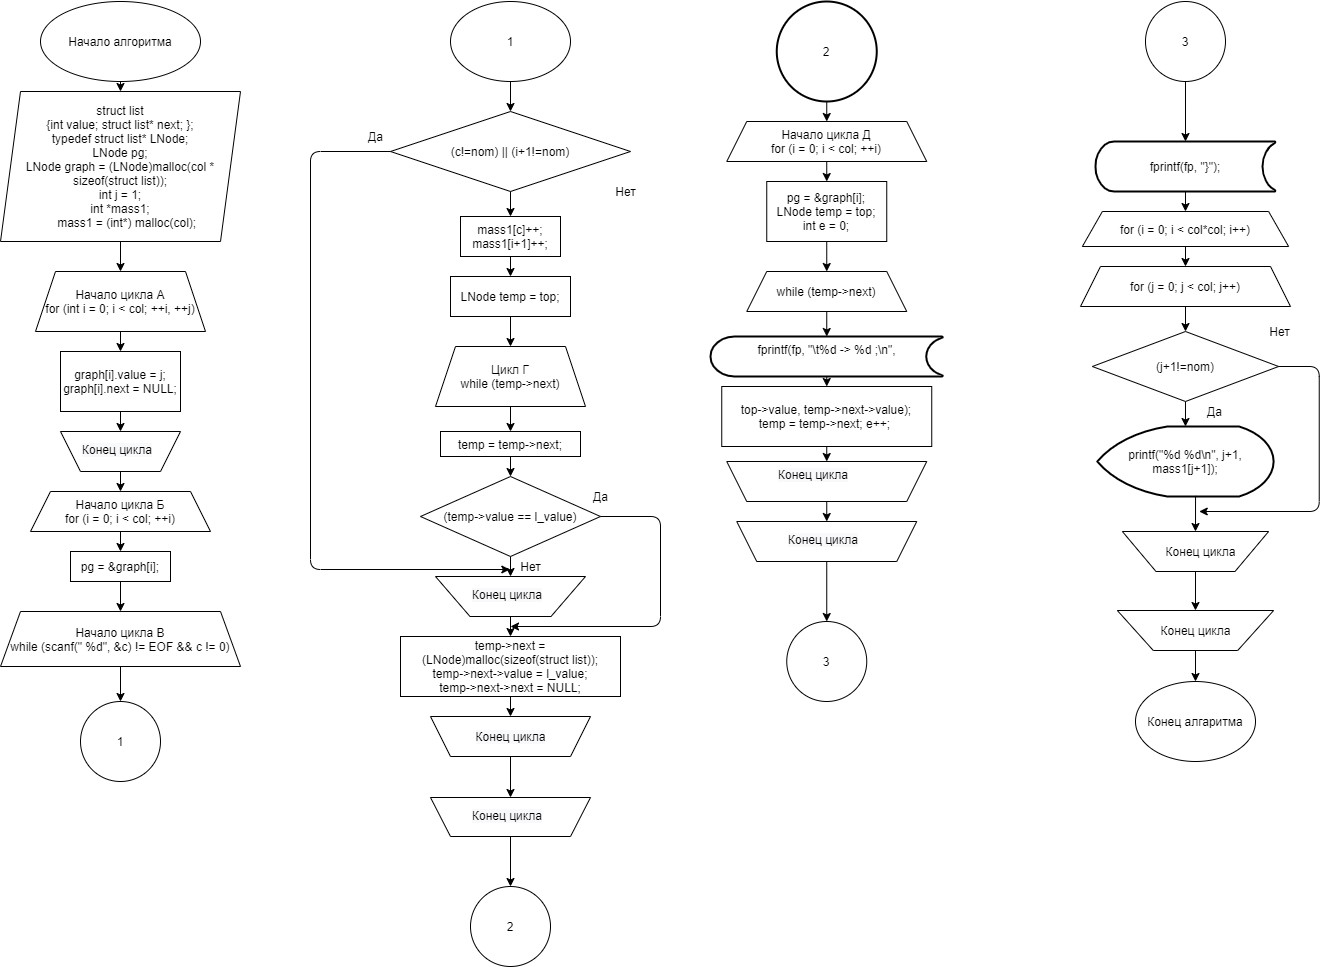 Начало алгоритма
struct list
{int value; struct list* next; };
typedef struct list* LNode;
LNode pg;
LNode graph = (LNode)malloc(col *
sizeof(struct list));
int j = 1;
int *mass1;
mass1 = (int*) malloc(col);
Начало цикла А
for (int i = 0; i < col; ++i, ++j)
graph[i].value = j;
graph[i].next = NULL;
Конец цикла
Начало цикла Б
for (i = 0; i < col; ++i)
pg = &graph[i];
Начало цикла В
while (scanf(" %d", &c) != EOF && c != 0)
1
1
Да
(c!=nom) || (i+1!=nom)
Нет
mass1[c]++;
mass1[i+1]++;
LNode temp = top;
Цикл Г
while (temp->next)
temp = temp->next;
Да
(temp->value == l_value)
Нет
Конец цикла
temp->next =
(LNode)malloc(sizeof(struct list));
temp->next->value = l_value;
temp->next->next = NULL;
Конец цикла
Конец цикла
2
2
Начало цикла Д
for (i = 0; i < col; ++i)
pg = &graph[i];
LNode temp = top;
int e = 0;
while (temp->next)
fprintf(fp, "\t%d -> %d ;\n",
top->value, temp->next->value);
temp = temp->next; e++;
Конец цикла
Конец цикла
3
3
fprintf(fp, "}");
for (i = 0; i < col*col; i++)
for (j = 0; j < col; j++)
Нет
(j+1!=nom)
Да
printf("%d %d\n", j+1,
mass1[j+1]);
Конец цикла
Конец цикла
Конец алгаритма